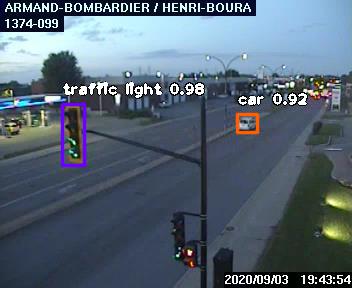 ARMAND-BOMBARDIER / HENRI-BOURA
1374-099
traffic light 0.98
car 0.92
2020/09/03 19:43:54